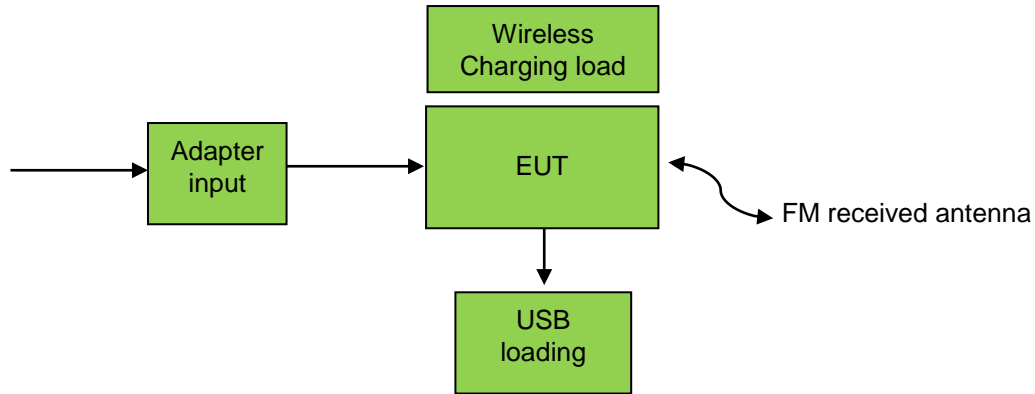 Wireless
Charging load
Adapter
input
EUT
FM received antenna
USB
loading